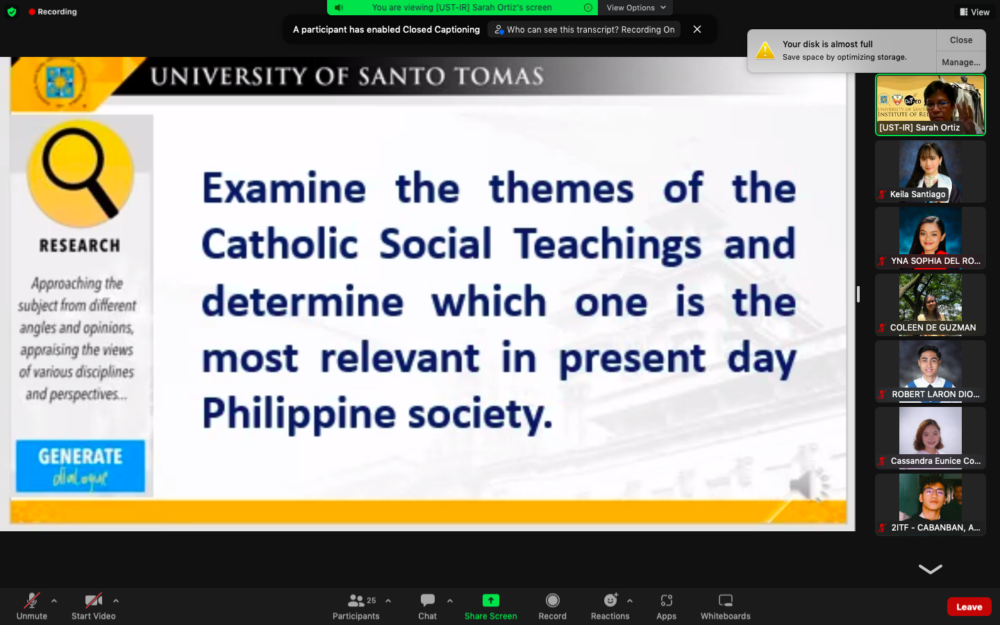 Recording
You are viewing [UST-IR] Sarah Ortiz's screen
View Options
View
A participant has enabled Closed Captioning
Who can see this transcript? Recording On
Your disk is almost full
Save space by optimizing storage.
Close
Manage...
UNIVERSITY OF SANTO TOMAS
RESEARCH
Approaching the
subject from different
angles and opinions,
appraising the views
of various disciplines
and perspectives...
GENERATE
dialogue
Examine the themes of the
Catholic Social Teachings and
determine which one is the
most relevant in present day
Philippine society.
UNIVERSITY OF SANTO
INSTITUTE OF RE
[UST-IR] Sarah Ortiz
Keila Santiago
YNA SOPHIA DEL RO...
COLEEN DE GUZMAN
ROBERT LARON DIO...
Cassandra Eunice Co...
2ITF - CABANBAN, A...
Unmute
Start Video
25
Participants
Chat
Share Screen
Record
Reactions
Apps
Whiteboards
Leave